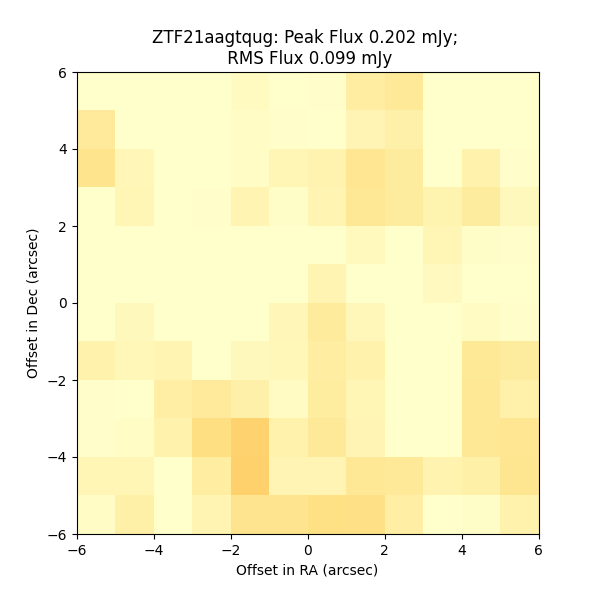 ZTF21aagtqug: Peak Flux 0.202 mJy;
RMS Flux 0.099 mJy
6
4
2
0
−2
−4
−6
Offset in Dec (arcsec)
−6 −4 −2 0 2 4 6
Offset in RA (arcsec)